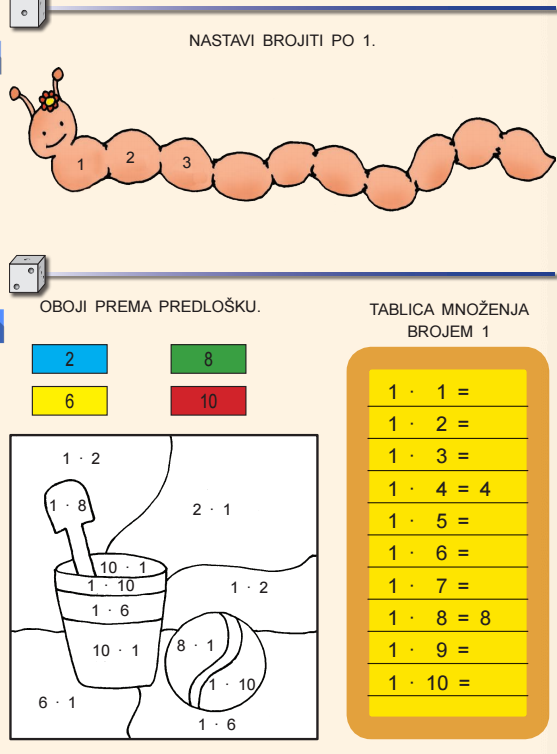 NASTAVI BROJITI PO 1.
1 2 3
OBOJI PREMA PREDLOŠKU.
2 8
6 10
1 · 2
1 · 8
2 · 1
10 · 1
1 · 10
1 · 2
1 · 6
10 · 1
8 · 1
1 · 10
6 · 1
1 · 6
TABLICA MNOŽENJA
BROJEM 1
1 · 1 =
1 · 2 =
1 · 3 =
1 · 4 = 4
1 · 5 =
1 · 6 =
1 · 7 =
1 · 8 = 8
1 · 9 =
1 · 10 =